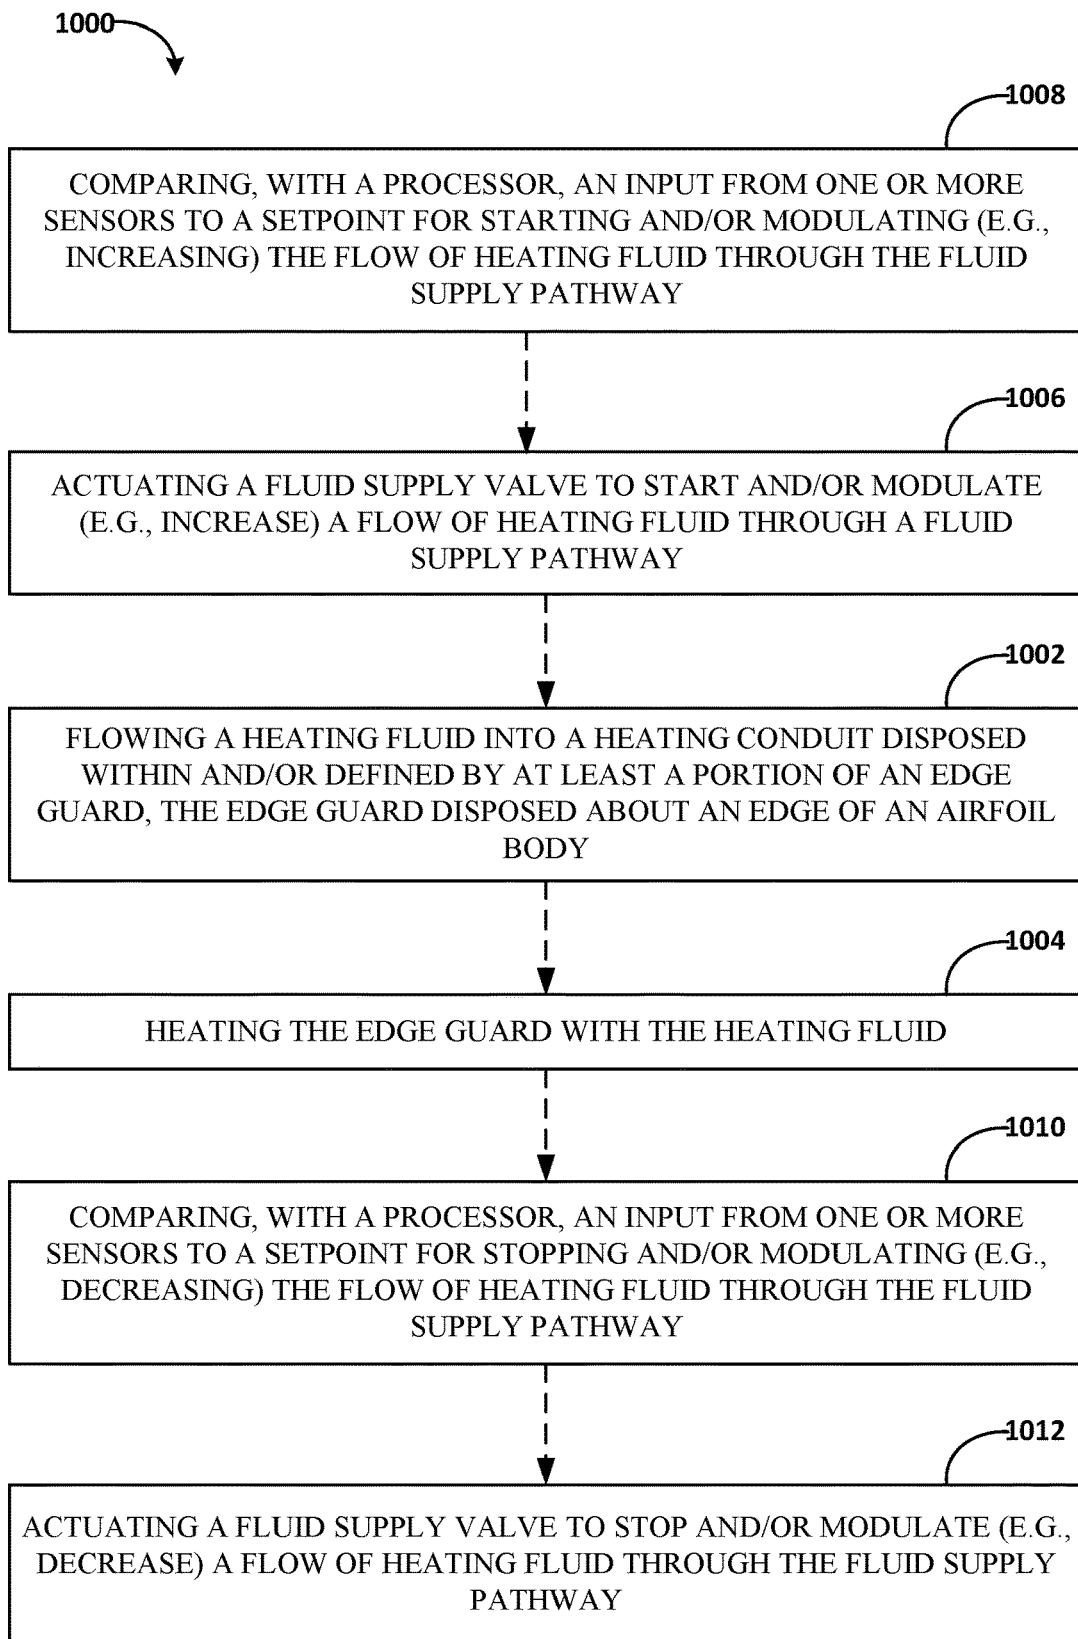 1000
1008
COMPARING, WITH A PROCESSOR, AN INPUT FROM ONE OR MORE
SENSORS TO A SETPOINT FOR STARTING AND/OR MODULATING (E.G.,
INCREASING) THE FLOW OF HEATING FLUID THROUGH THE FLUID
SUPPLY PATHWAY
1006
ACTUATING A FLUID SUPPLY VALVE TO START AND/OR MODULATE
(E.G., INCREASE) A FLOW OF HEATING FLUID THROUGH A FLUID
SUPPLY PATHWAY
1002
FLOWING A HEATING FLUID INTO A HEATING CONDUIT DISPOSED
WITHIN AND/OR DEFINED BY AT LEAST A PORTION OF AN EDGE
GUARD, THE EDGE GUARD DISPOSED ABOUT AN EDGE OF AN AIRFOIL
BODY
1004
HEATING THE EDGE GUARD WITH THE HEATING FLUID
1010
COMPARING, WITH A PROCESSOR, AN INPUT FROM ONE OR MORE
SENSORS TO A SETPOINT FOR STOPPING AND/OR MODULATING (E.G.,
DECREASING) THE FLOW OF HEATING FLUID THROUGH THE FLUID
SUPPLY PATHWAY
1012
ACTUATING A FLUID SUPPLY VALVE TO STOP AND/OR MODULATE (E.G.,
DECREASE) A FLOW OF HEATING FLUID THROUGH THE FLUID SUPPLY
PATHWAY